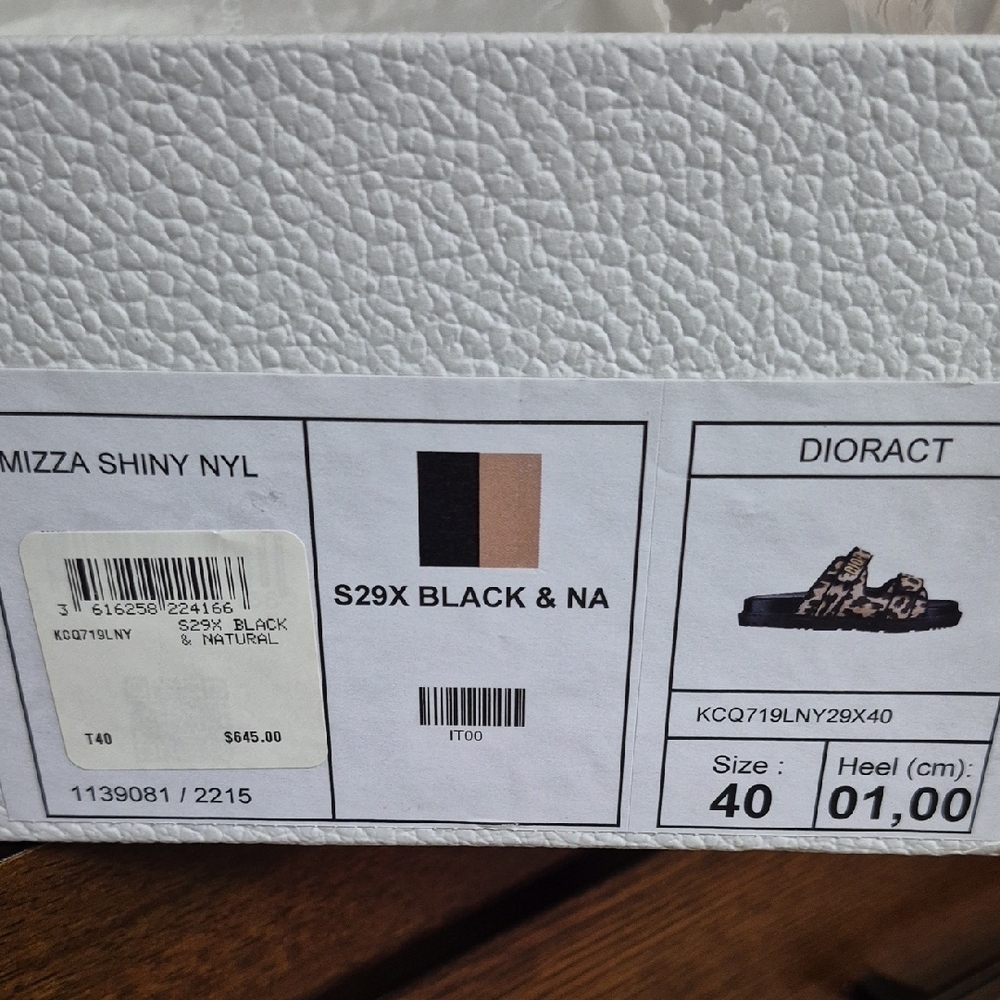 MIZZA SHINY NYL
3 616258 224166
KCQ719LNY
S29X BLACK
& NATURAL
T40
$645.00
1139081 / 2215
S29X BLACK & NA
IT00
DIORACT
KCQ719LNY29X40
Size :
40
Heel (cm):
01,00